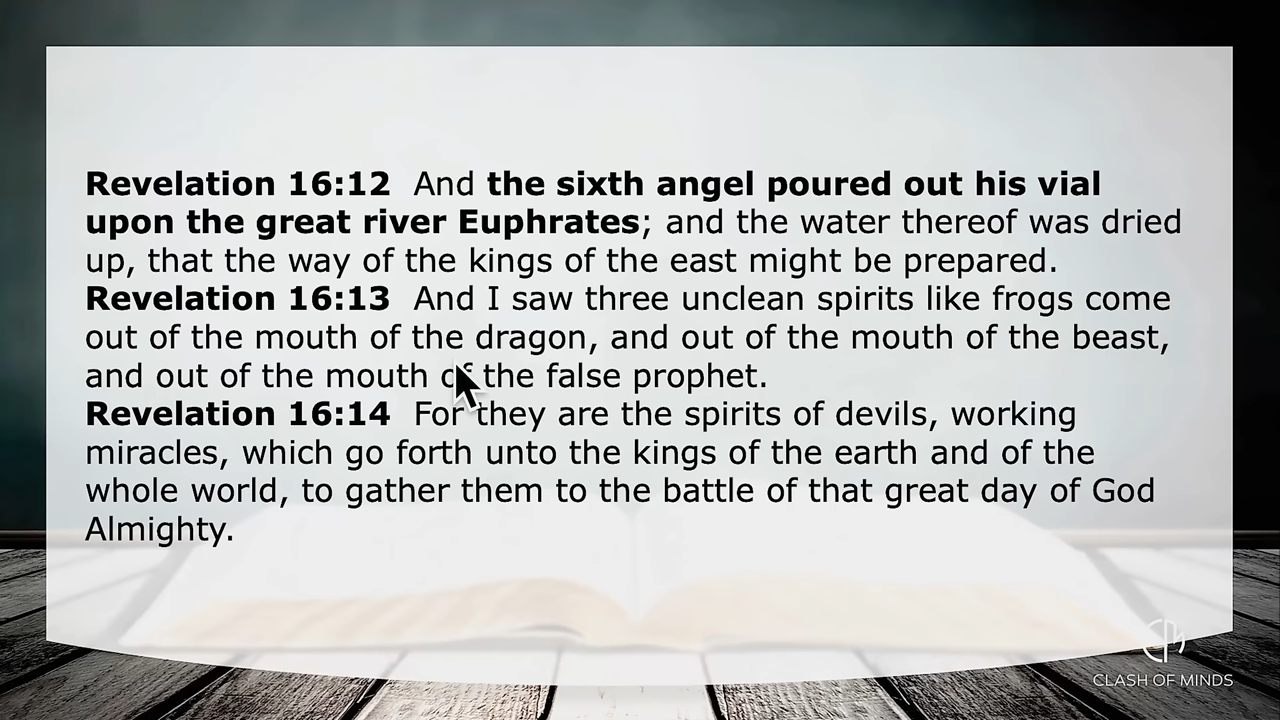 Revelation 16:12 And the sixth angel poured out his vial
upon the great river Euphrates; and the water thereof was dried
up, that the way of the kings of the east might be prepared.
Revelation 16:13 And I saw three unclean spirits like frogs come
out of the mouth of the dragon, and out of the mouth of the beast,
and out of the mouth of the false prophet.
Revelation 16:14 For they are the spirits of devils, working
miracles, which go forth unto the kings of the earth and of the
whole world, to gather them to the battle of that great day of God
Almighty.
CLASH OF MINDS